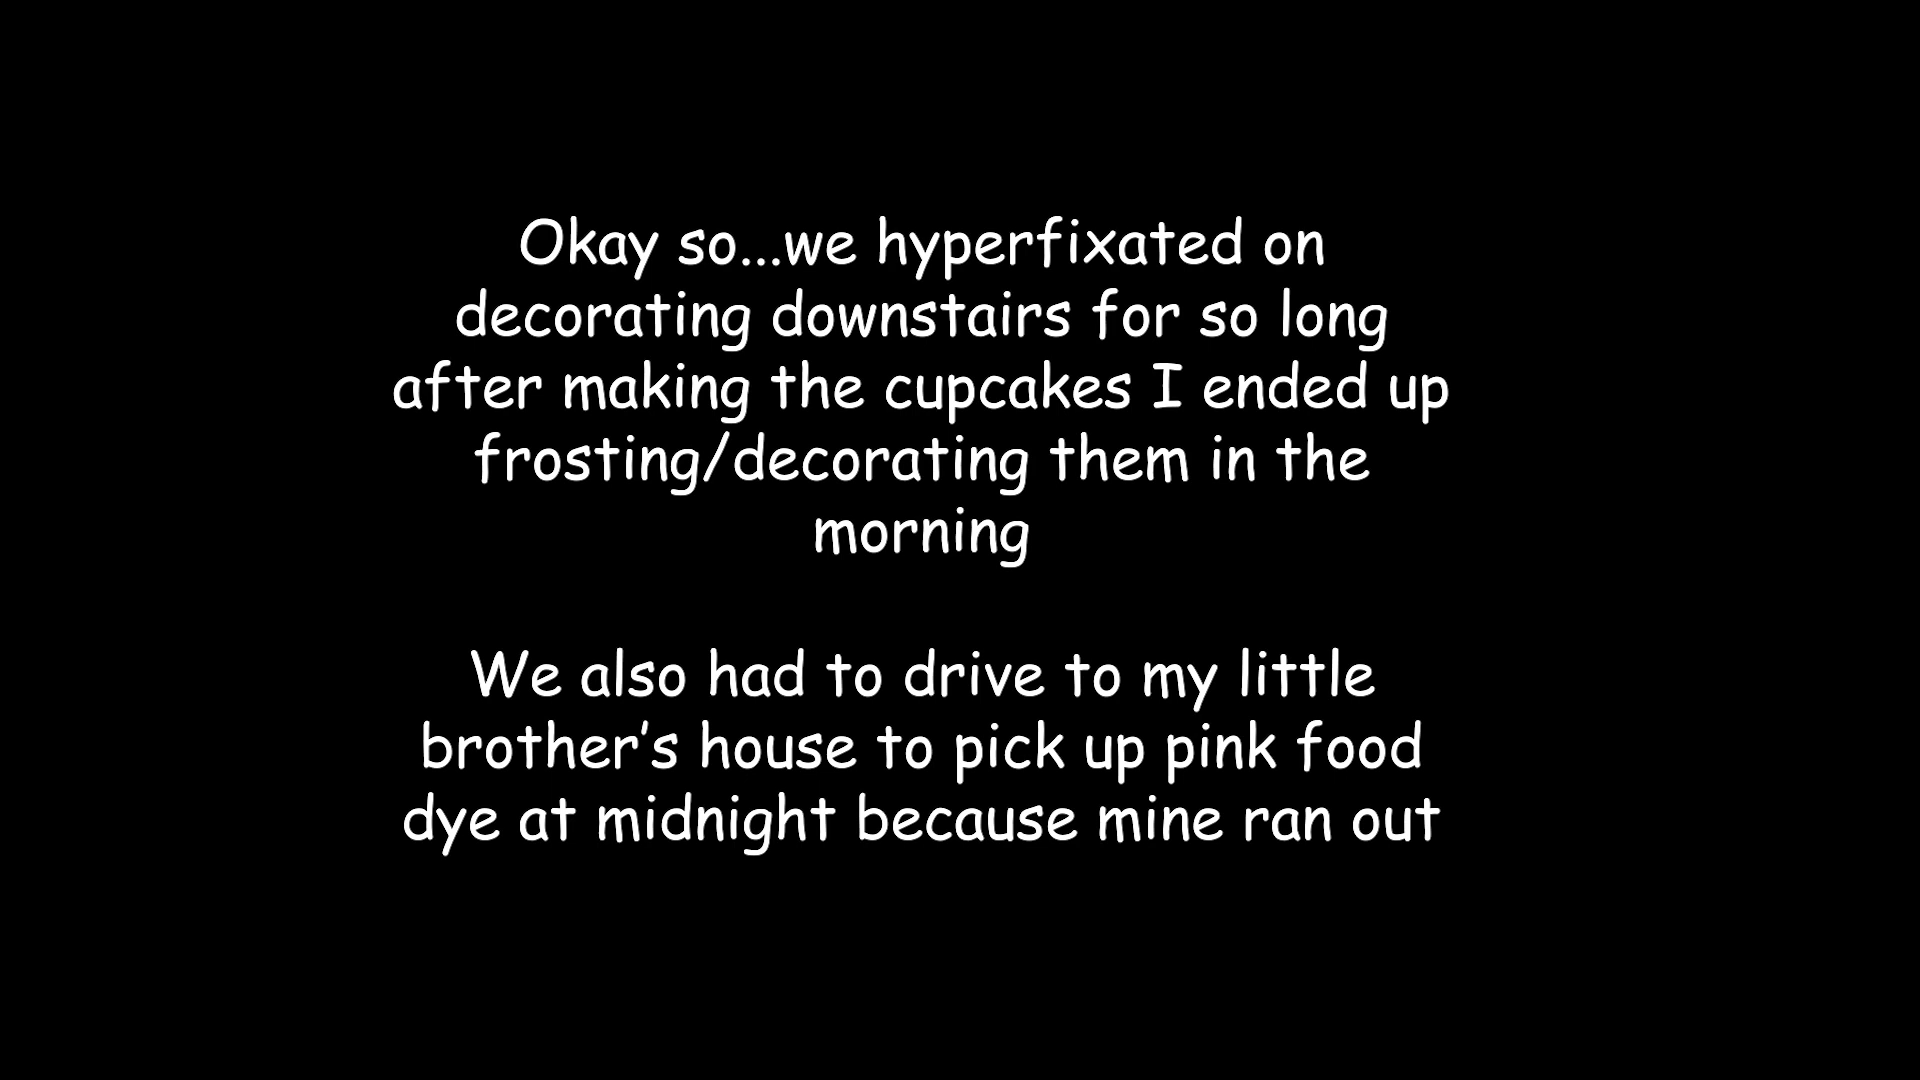 Okay so...we hyperfixated on
decorating downstairs for so long
after making the cupcakes I ended up
frosting/decorating them in the
morning
We also had to drive to my little
brother’s house to pick up pink food
dye at midnight because mine ran out